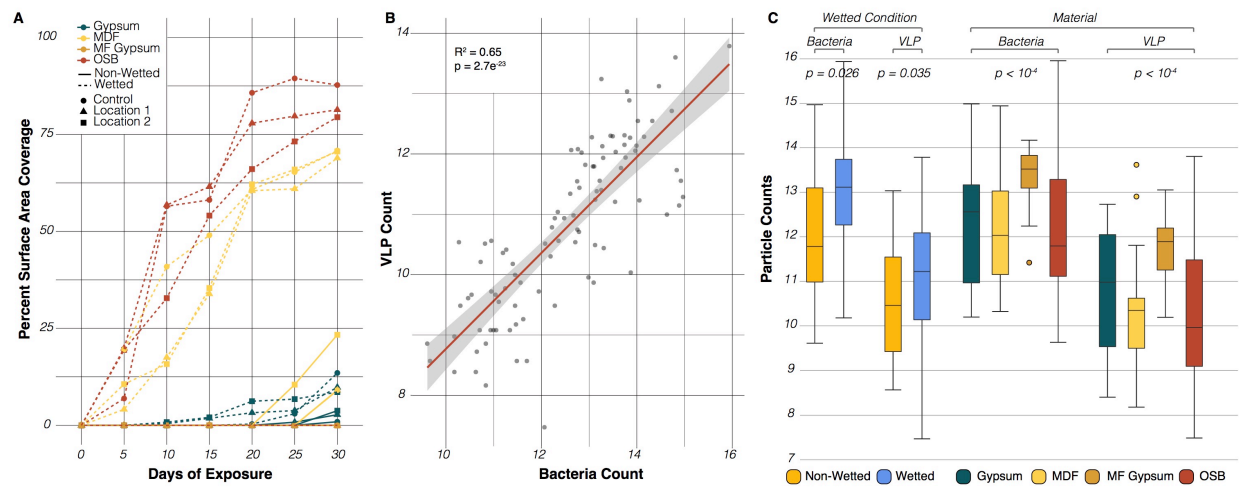 A
Gypsum
MDF
MF Gypsum
OSB
Non-Wetted
Wetted
Control
Location 1
Location 2
Percent Surface Area Coverage
100
75
50
25
0
0 5 10 15 20 25 30
Days of Exposure
B
R² = 0.65
p = 2.7e⁻²³
VLP Count
14
12
10
8
10 12 14 16
Bacteria Count
C
Wetted Condition Material
Bacteria VLP Bacteria VLP
p = 0.026 p = 0.035 p < 10⁻⁴ p < 10⁻⁴
Particle Counts
16
15
14
13
12
11
10
9
8
7
Non-Wetted Wetted Gypsum MDF MF Gypsum OSB